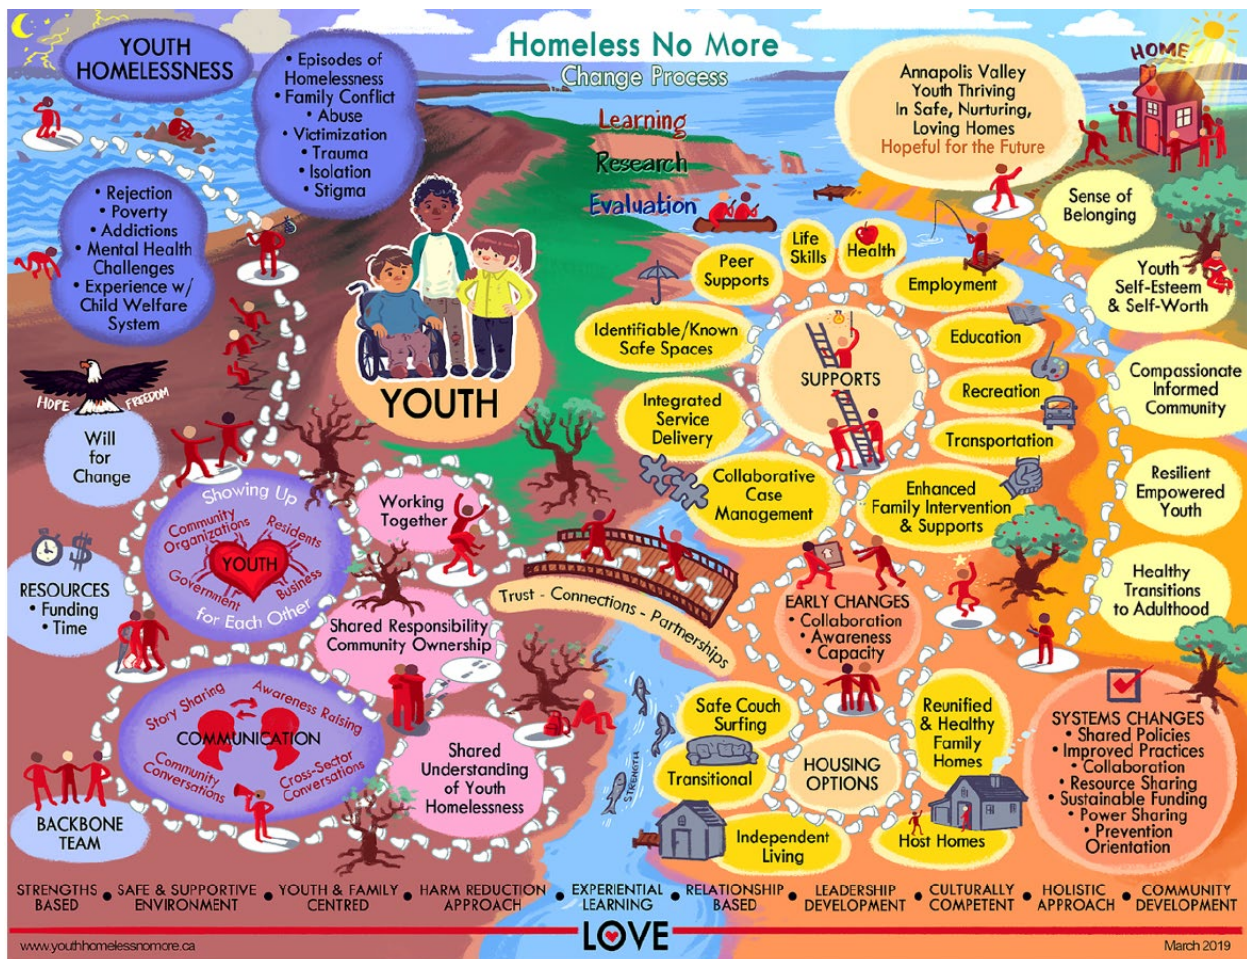 Homeless No More
Change Process
Learning
Research
Evaluation
YOUTH
HOMELESSNESS
• Episodes of
Homelessness
• Family Conflict
• Abuse
• Victimization
• Trauma
• Isolation
• Stigma
• Rejection
• Poverty
• Addictions
• Mental Health
Challenges
• Experience w/
Child Welfare
System
HOPE FREEDOM
Will
for
Change
RESOURCES
• Funding
• Time
BACKBONE
TEAM
YOUTH
Showing Up
Community
Organizations
Residents
YOUTH
Government
Business
for Each Other
Story Sharing
Awareness Raising
COMMUNICATION
Community
Conversations
Cross-Sector
Conversations
Working
Together
Shared Responsibility
Community Ownership
Shared
Understanding
of Youth
Homelessness
Trust - Connections - Partnerships
STRENGTH
Peer
Supports
Life
Skills
Health
Employment
Identifiable/Known
Safe Spaces
SUPPORTS
Education
Recreation
Integrated
Service
Delivery
Transportation
Collaborative
Case
Management
Enhanced
Family Intervention
& Supports
EARLY CHANGES
• Collaboration
• Awareness
• Capacity
Safe Couch
Surfing
Transitional
Independent
Living
HOUSING
OPTIONS
Reunified
& Healthy
Family
Homes
Host Homes
HOME
Annapolis Valley
Youth Thriving
In Safe, Nurturing,
Loving Homes
Hopeful for the Future
Sense of
Belonging
Youth
Self-Esteem
& Self-Worth
Compassionate
Informed
Community
Resilient
Empowered
Youth
Healthy
Transitions
to Adulthood
SYSTEMS CHANGES
• Shared Policies
• Improved Practices
• Collaboration
• Resource Sharing
• Sustainable Funding
• Power Sharing
• Prevention
Orientation
STRENGTHS
BASED • SAFE & SUPPORTIVE
ENVIRONMENT • YOUTH & FAMILY
CENTRED • HARM REDUCTION
APPROACH • EXPERIENTIAL
LEARNING • RELATIONSHIP
BASED • LEADERSHIP
DEVELOPMENT • CULTURALLY
COMPETENT • HOLISTIC
APPROACH • COMMUNITY
DEVELOPMENT
LOVE
www.youthhomelessnomore.ca
March 2019